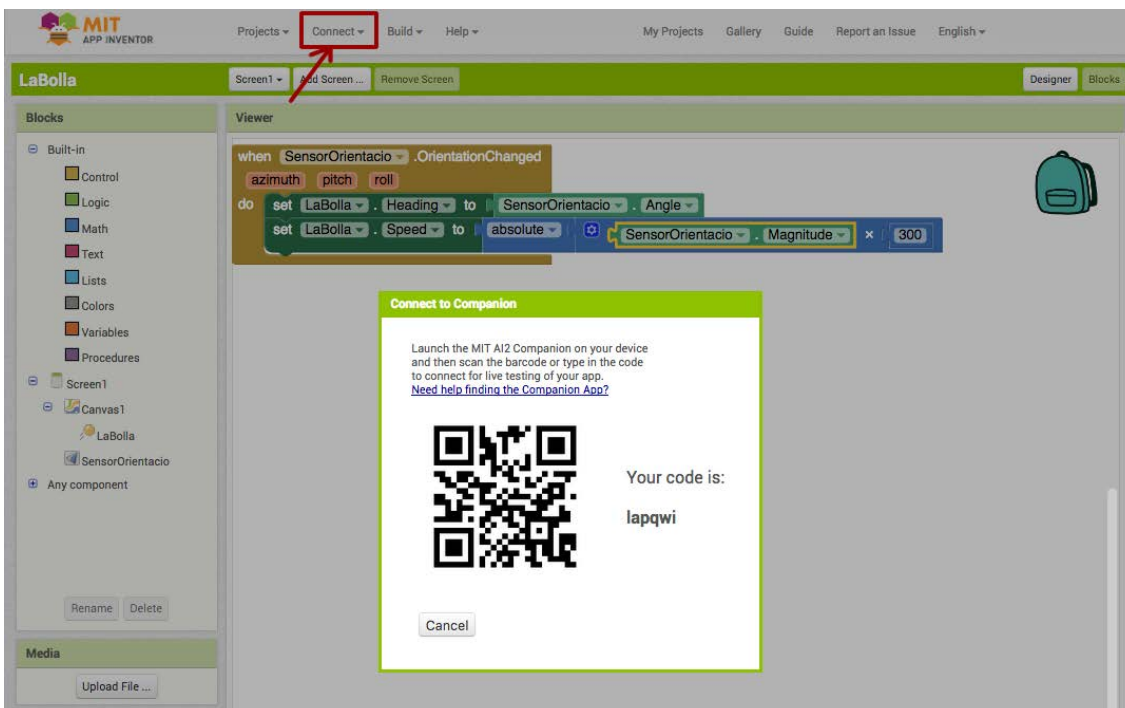 MIT
APP INVENTOR
Projects Connect Build Help My Projects Gallery Guide Report an Issue English
LaBolla Screen1 Add Screen ... Remove Screen Designer Blocks
Blocks
Viewer
Built-in
Control
Logic
Math
Text
Lists
Colors
Variables
Procedures
Screen1
Canvas1
LaBolla
SensorOrientacio
Any component
Rename Delete
Media
Upload File ...
when SensorOrientacio .OrientationChanged
azimuth pitch roll
do set LaBolla . Heading to SensorOrientacio . Angle
set LaBolla . Speed to absolute SensorOrientacio . Magnitude × 300
Connect to Companion
Launch the MIT AI2 Companion on your device
and then scan the barcode or type in the code
to connect for live testing of your app.
Need help finding the Companion App?
Your code is:
lapqwi
Cancel